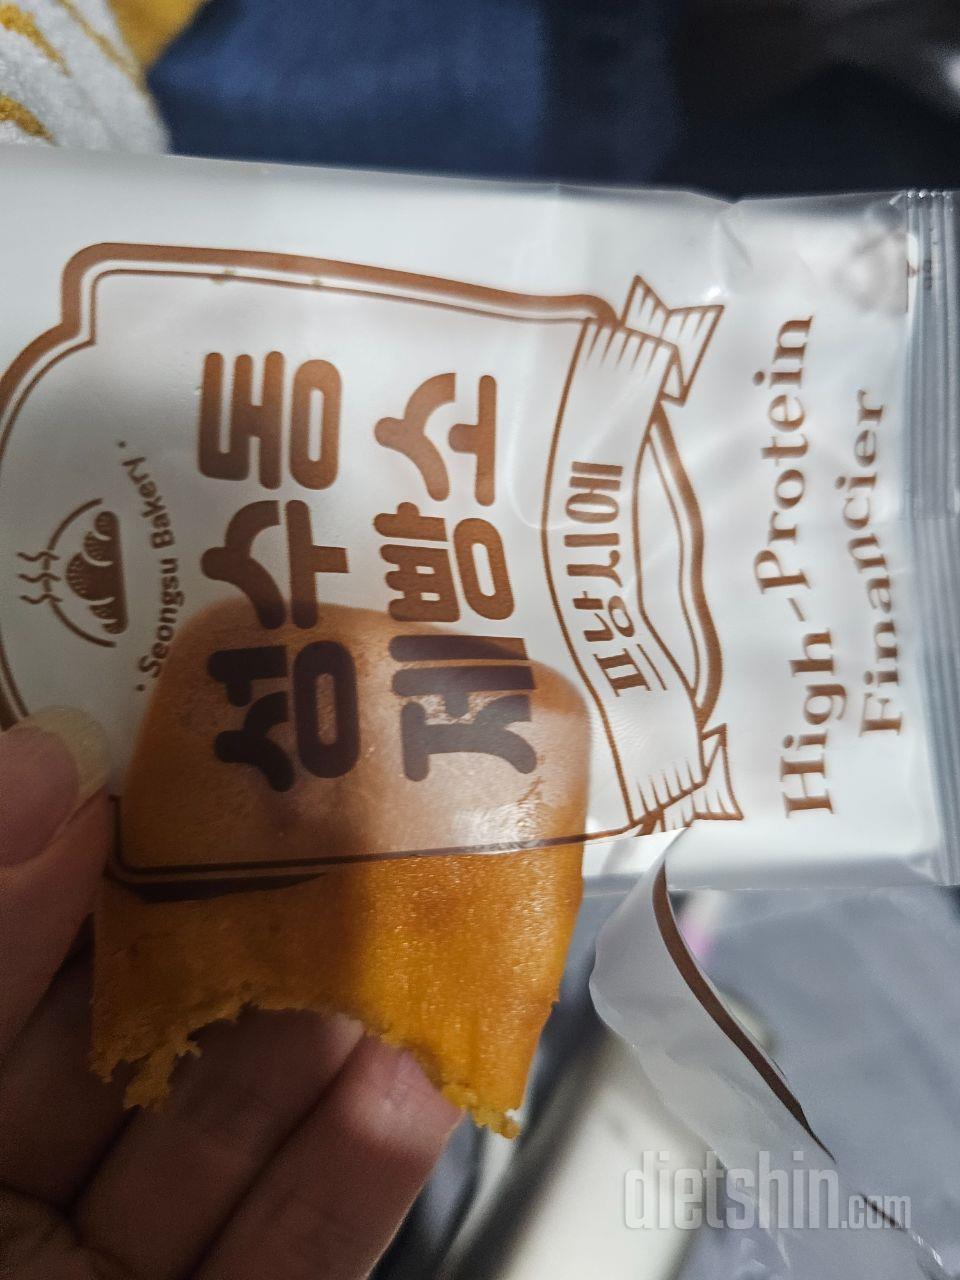 · Seongsu Bakery ·
성수동
제빵소
피낭시에
High-Protein
Financier
dietshin.com